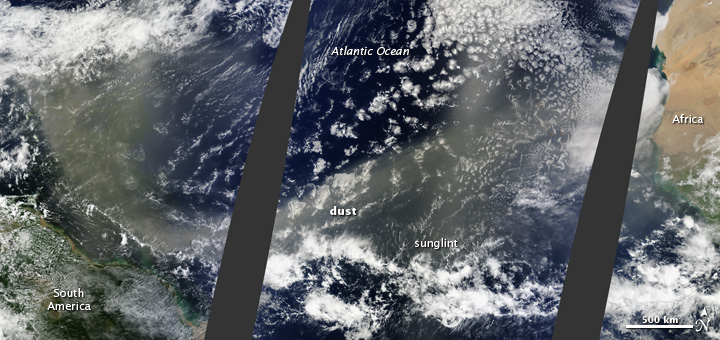 Atlantic Ocean
Africa
dust
sunglint
South
America
500 km
N